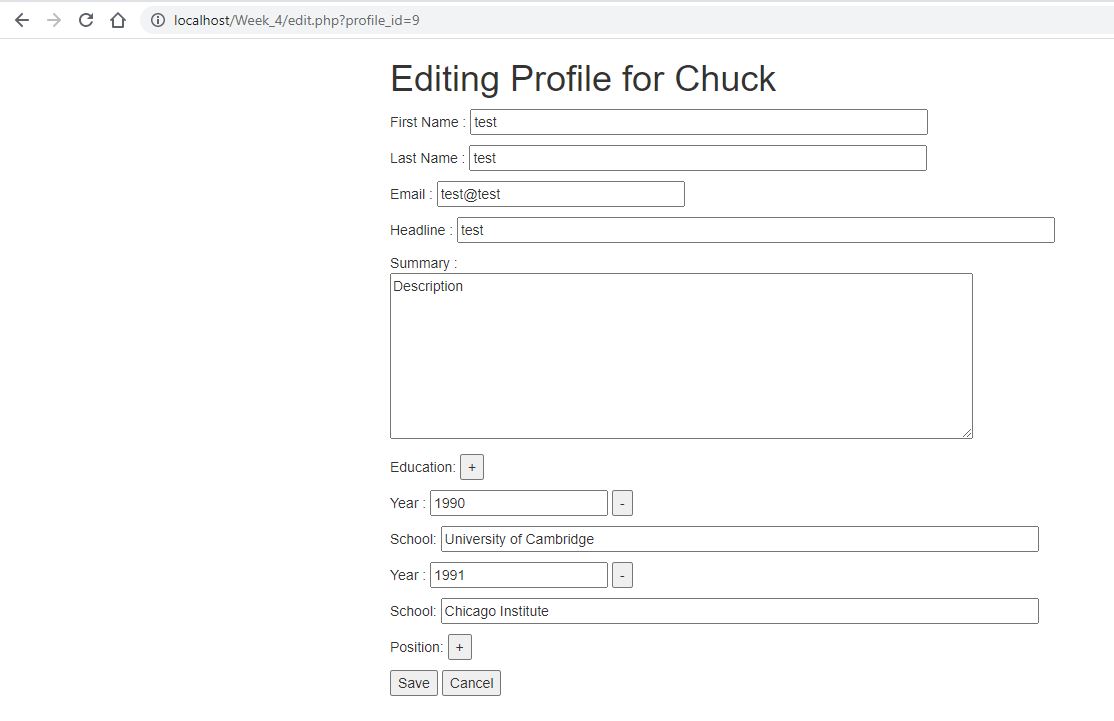 localhost/Week_4/edit.php?profile_id=9
Editing Profile for Chuck
First Name : test
Last Name : test
Email : test@test
Headline : test
Summary :
Description
Education: +
Year : 1990 -
School: University of Cambridge
Year : 1991 -
School: Chicago Institute
Position: +
Save Cancel